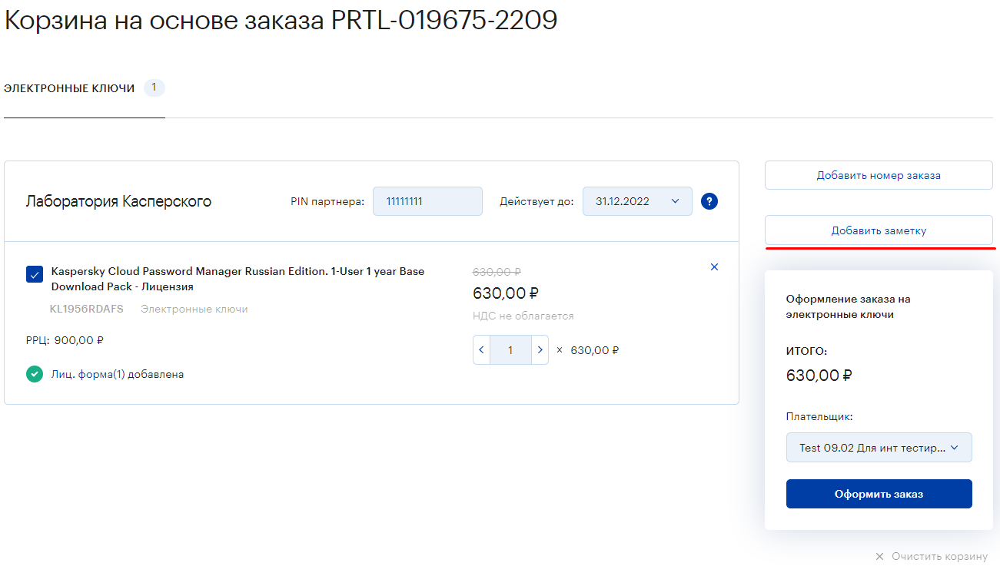 Корзина на основе заказа PRTL-019675-2209
ЭЛЕКТРОННЫЕ КЛЮЧИ 1
Лаборатория Касперского PIN партнера: 11111111 Действует до: 31.12.2022 ?
Kaspersky Cloud Password Manager Russian Edition. 1-User 1 year Base
Download Pack - Лицензия
KL1956RDAFS Электронные ключи
РРЦ: 900,00 ₽
Лиц. форма(1) добавлена
630,00 ₽
630,00 ₽
НДС не облагается
1 × 630,00 ₽
Добавить номер заказа
Добавить заметку
Оформление заказа на
электронные ключи
ИТОГО:
630,00 ₽
Плательщик:
Test 09.02 Для инт тестир...
Оформить заказ
Очистить корзину